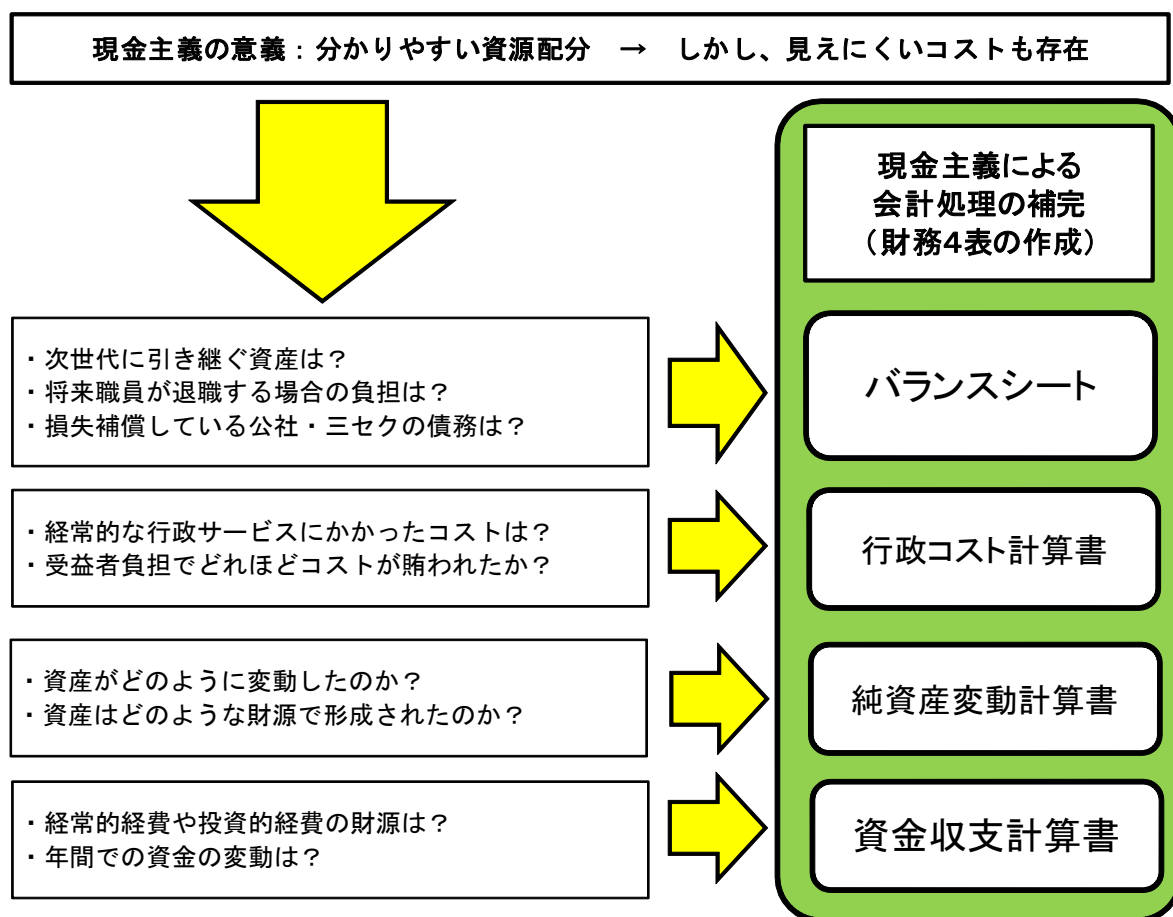 現金主義の意義：分かりやすい資源配分　→　しかし、見えにくいコストも存在
現金主義による
会計処理の補完
（財務4表の作成）
・次世代に引き継ぐ資産は？
・将来職員が退職する場合の負担は？
・損失補償している公社・三セクの債務は？
バランスシート
・経常的な行政サービスにかかったコストは？
・受益者負担でどれほどコストが賄われたか？
行政コスト計算書
・資産がどのように変動したのか？
・資産はどのような財源で形成されたのか？
純資産変動計算書
・経常的経費や投資的経費の財源は？
・年間での資金の変動は？
資金収支計算書